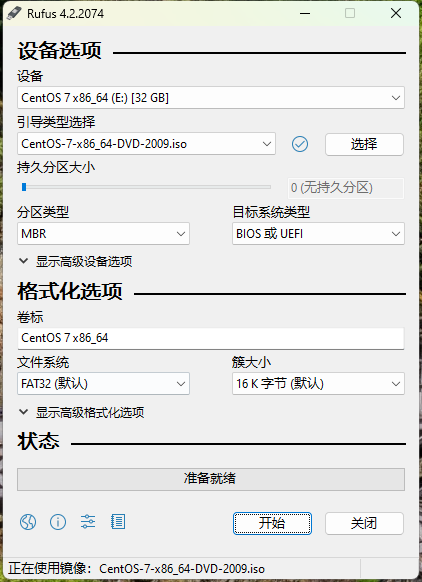 Rufus 4.2.2074
设备选项
设备
CentOS 7 x86_64 (E:) [32 GB]
引导类型选择
CentOS-7-x86_64-DVD-2009.iso
选择
持久分区大小
0 (无持久分区)
分区类型
目标系统类型
MBR
BIOS 或 UEFI
显示高级设备选项
格式化选项
卷标
CentOS 7 x86_64
文件系统
簇大小
FAT32 (默认)
16 K 字节 (默认)
显示高级格式化选项
状态
准备就绪
开始
关闭
正在使用镜像：CentOS-7-x86_64-DVD-2009.iso